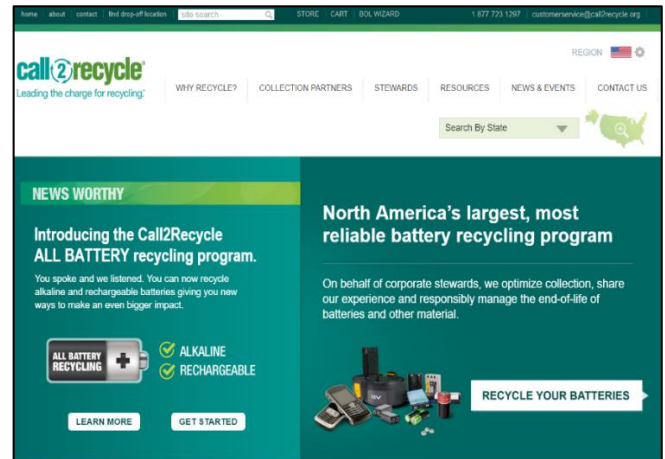 home about contact find drop-off location site search STORE CART BOL WIZARD 1 877 723 1297 customerservice@call2recycle.org
REGION
call2recycle®
Leading the charge for recycling.®
WHY RECYCLE? COLLECTION PARTNERS STEWARDS RESOURCES NEWS & EVENTS CONTACT US
Search By State
NEWS WORTHY
Introducing the Call2Recycle
ALL BATTERY recycling program.
You spoke and we listened. You can now recycle
alkaline and rechargeable batteries giving you new
ways to make an even bigger impact.
ALL BATTERY
RECYCLING
ALKALINE
RECHARGEABLE
LEARN MORE GET STARTED
North America's largest, most
reliable battery recycling program
On behalf of corporate stewards, we optimize collection, share
our experience and responsibly manage the end-of-life of
batteries and other material.
18V
RECYCLE YOUR BATTERIES